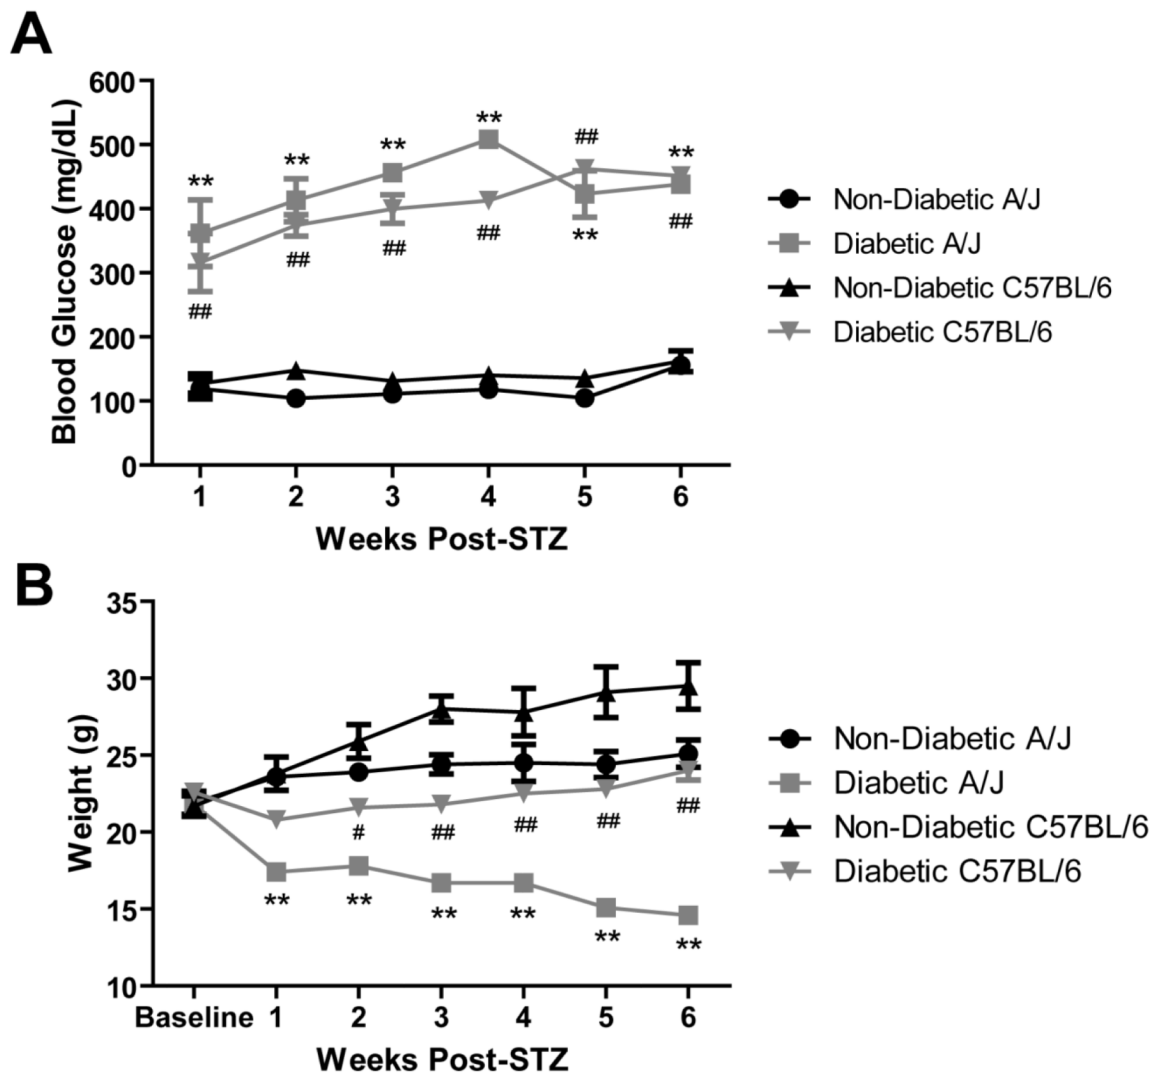 A
600
500
400
300
200
100
0
Blood Glucose (mg/dL)
** ** ** ** ## **
## ## ## ## ** ##
1 2 3 4 5 6
Weeks Post-STZ
Non-Diabetic A/J
Diabetic A/J
Non-Diabetic C57BL/6
Diabetic C57BL/6
B
35
30
25
20
15
10
Weight (g)
# ## ## ## ##
** ** ** ** ** **
Baseline 1 2 3 4 5 6
Weeks Post-STZ
Non-Diabetic A/J
Diabetic A/J
Non-Diabetic C57BL/6
Diabetic C57BL/6